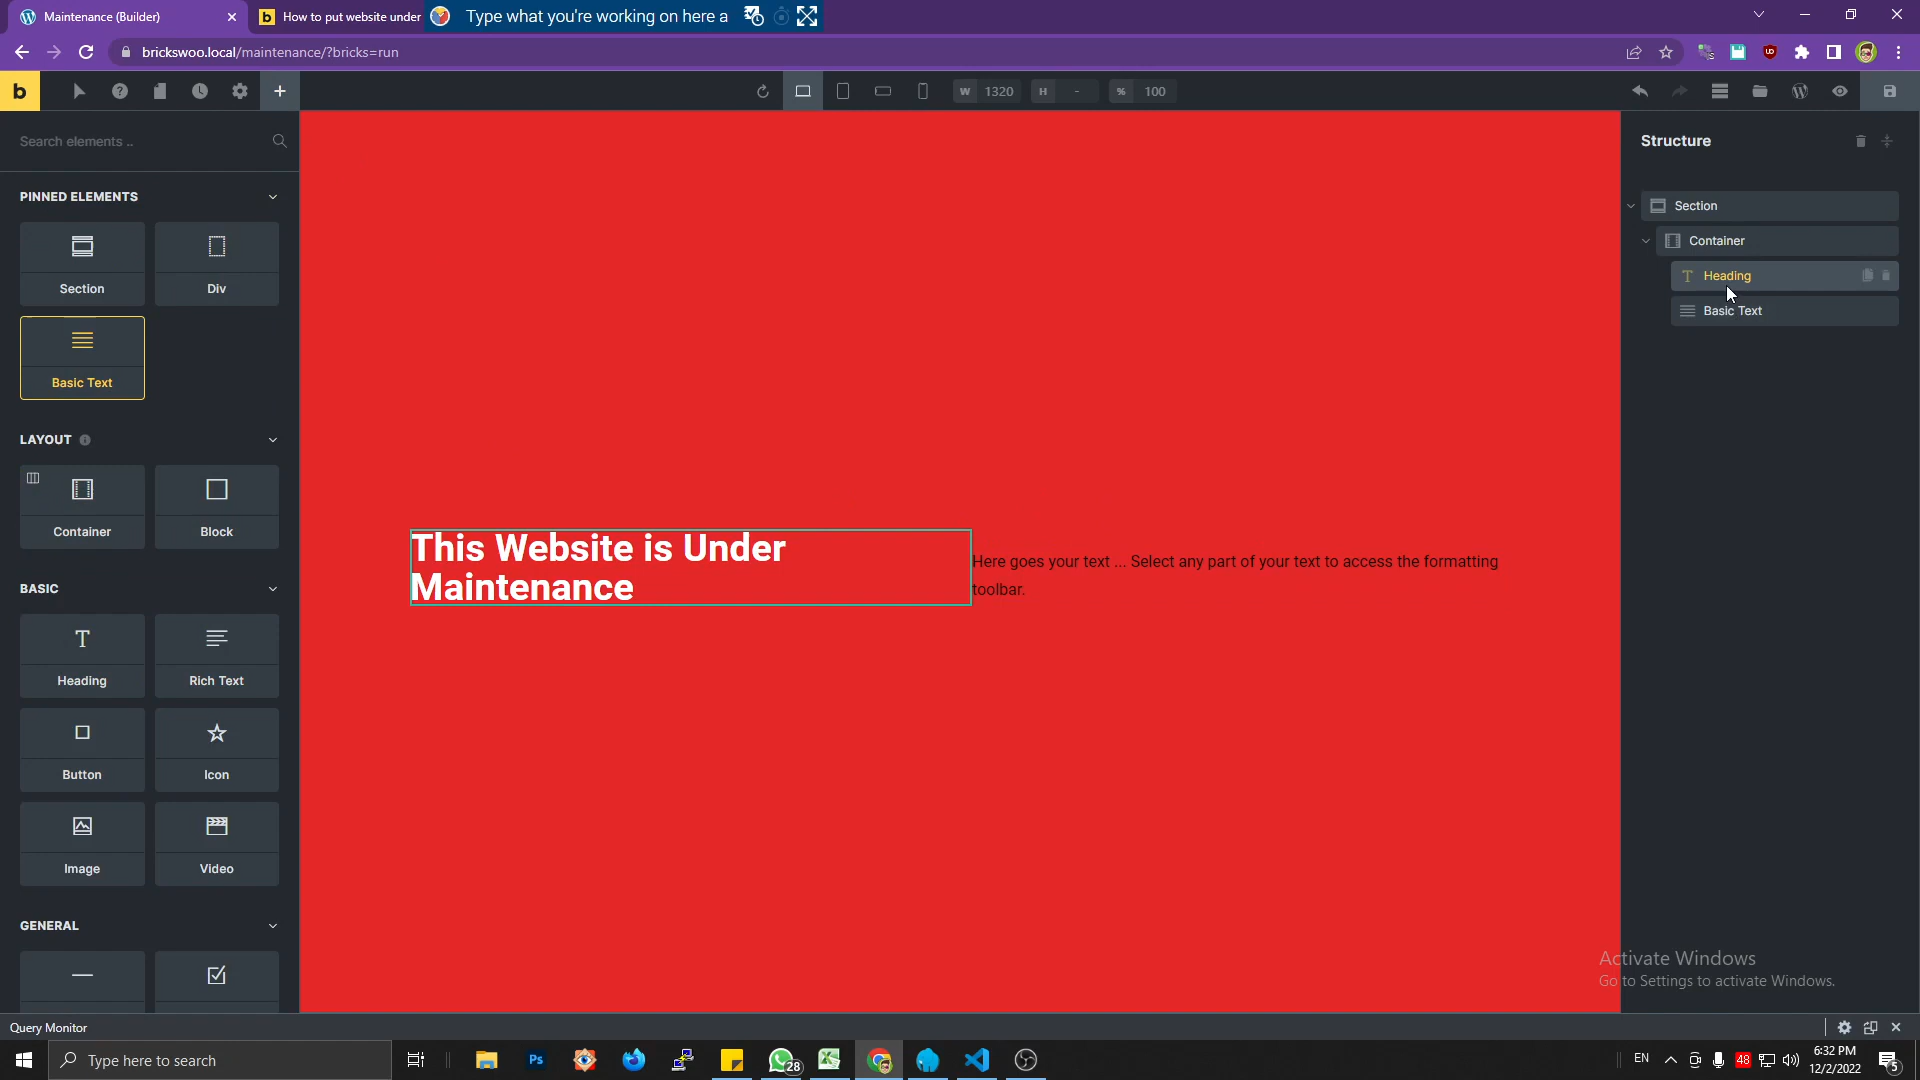 Maintenance (Builder)
How to put website under
Type what you're working on here a
brickswoo.local/maintenance/?bricks=run
b
W 1320
H -
% 100
Search elements ..
Structure
PINNED ELEMENTS
Section
Div
Basic Text
LAYOUT
Container
Block
BASIC
Heading
Rich Text
Button
Icon
Image
Video
GENERAL
This Website is Under
Maintenance
Here goes your text ... Select any part of your text to access the formatting
toolbar.
Section
Container
Heading
Basic Text
Activate Windows
Go to Settings to activate Windows.
Query Monitor
Type here to search
Ps
28
EN
48
6:32 PM
12/2/2022
5